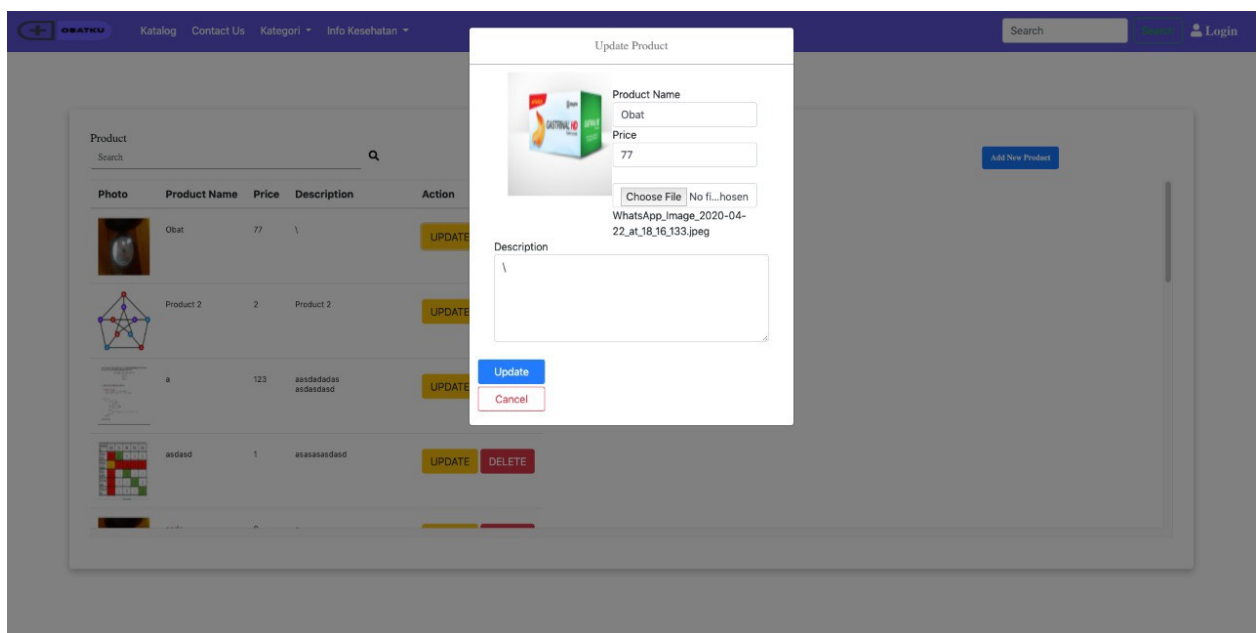 OBATKU Katalog Contact Us Kategori Info Kesehatan Search Login
Update Product
GASTRINAL HD
Product Name
Obat
Price
77
Choose File No fi...hosen
WhatsApp_Image_2020-04-
22_at_18_16_133.jpeg
Description
\
Update
Cancel
Product
Search
Add New Product
Photo Product Name Price Description Action
Obat 77 \ UPDATE
Product 2 2 Product 2 UPDATE
a 123 aasdadadas
asdasdasd
UPDATE
asdasd 1 asasasasdasd UPDATE DELETE